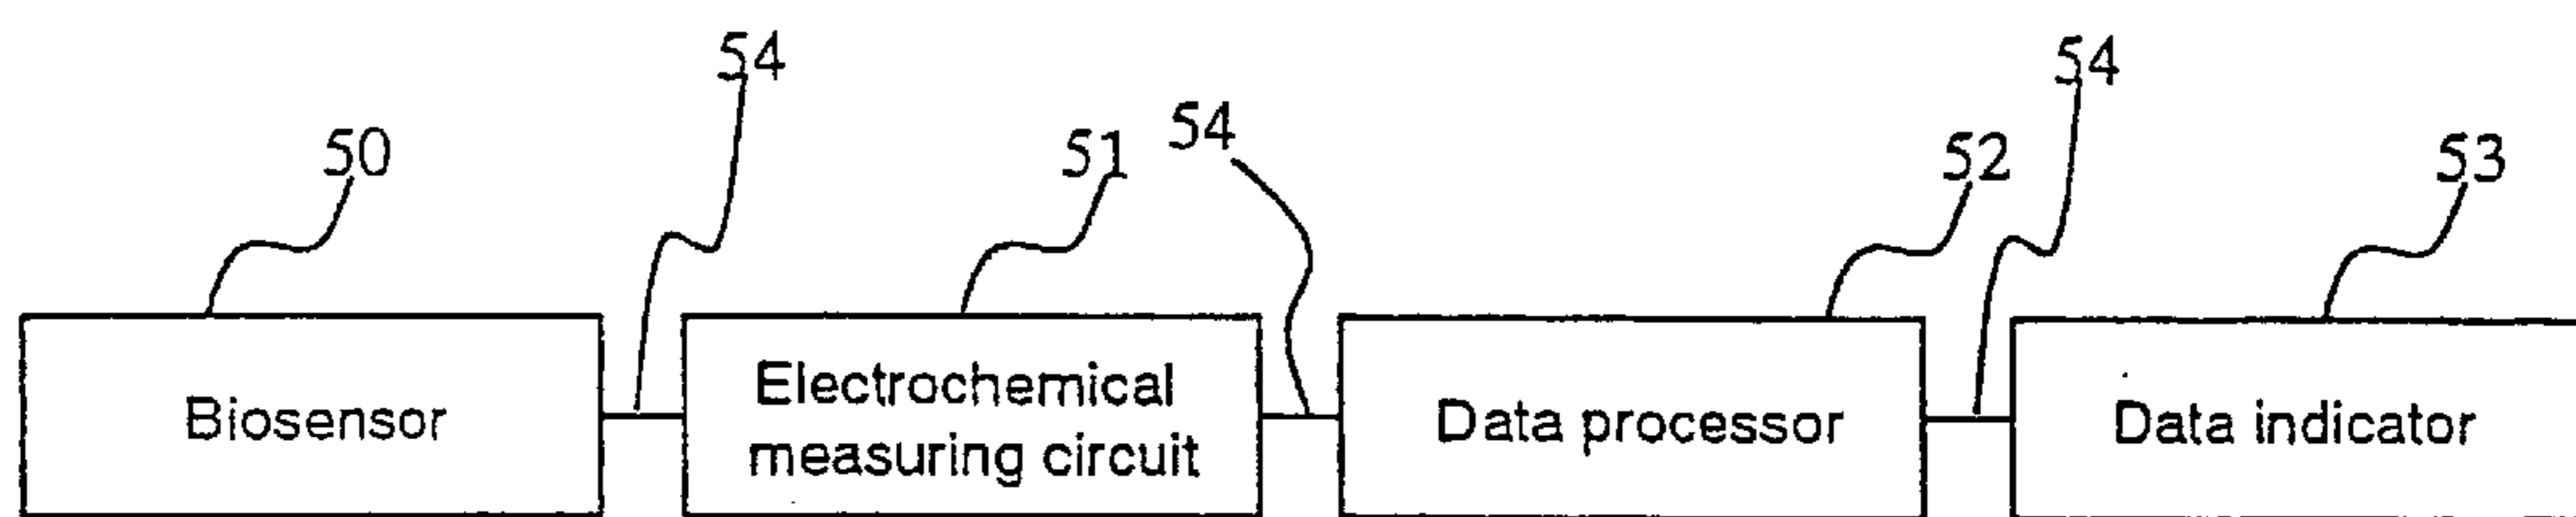 54
54
50
51
54
52
53
Biosensor
Electrochemical
measuring circuit
Data processor
Data indicator